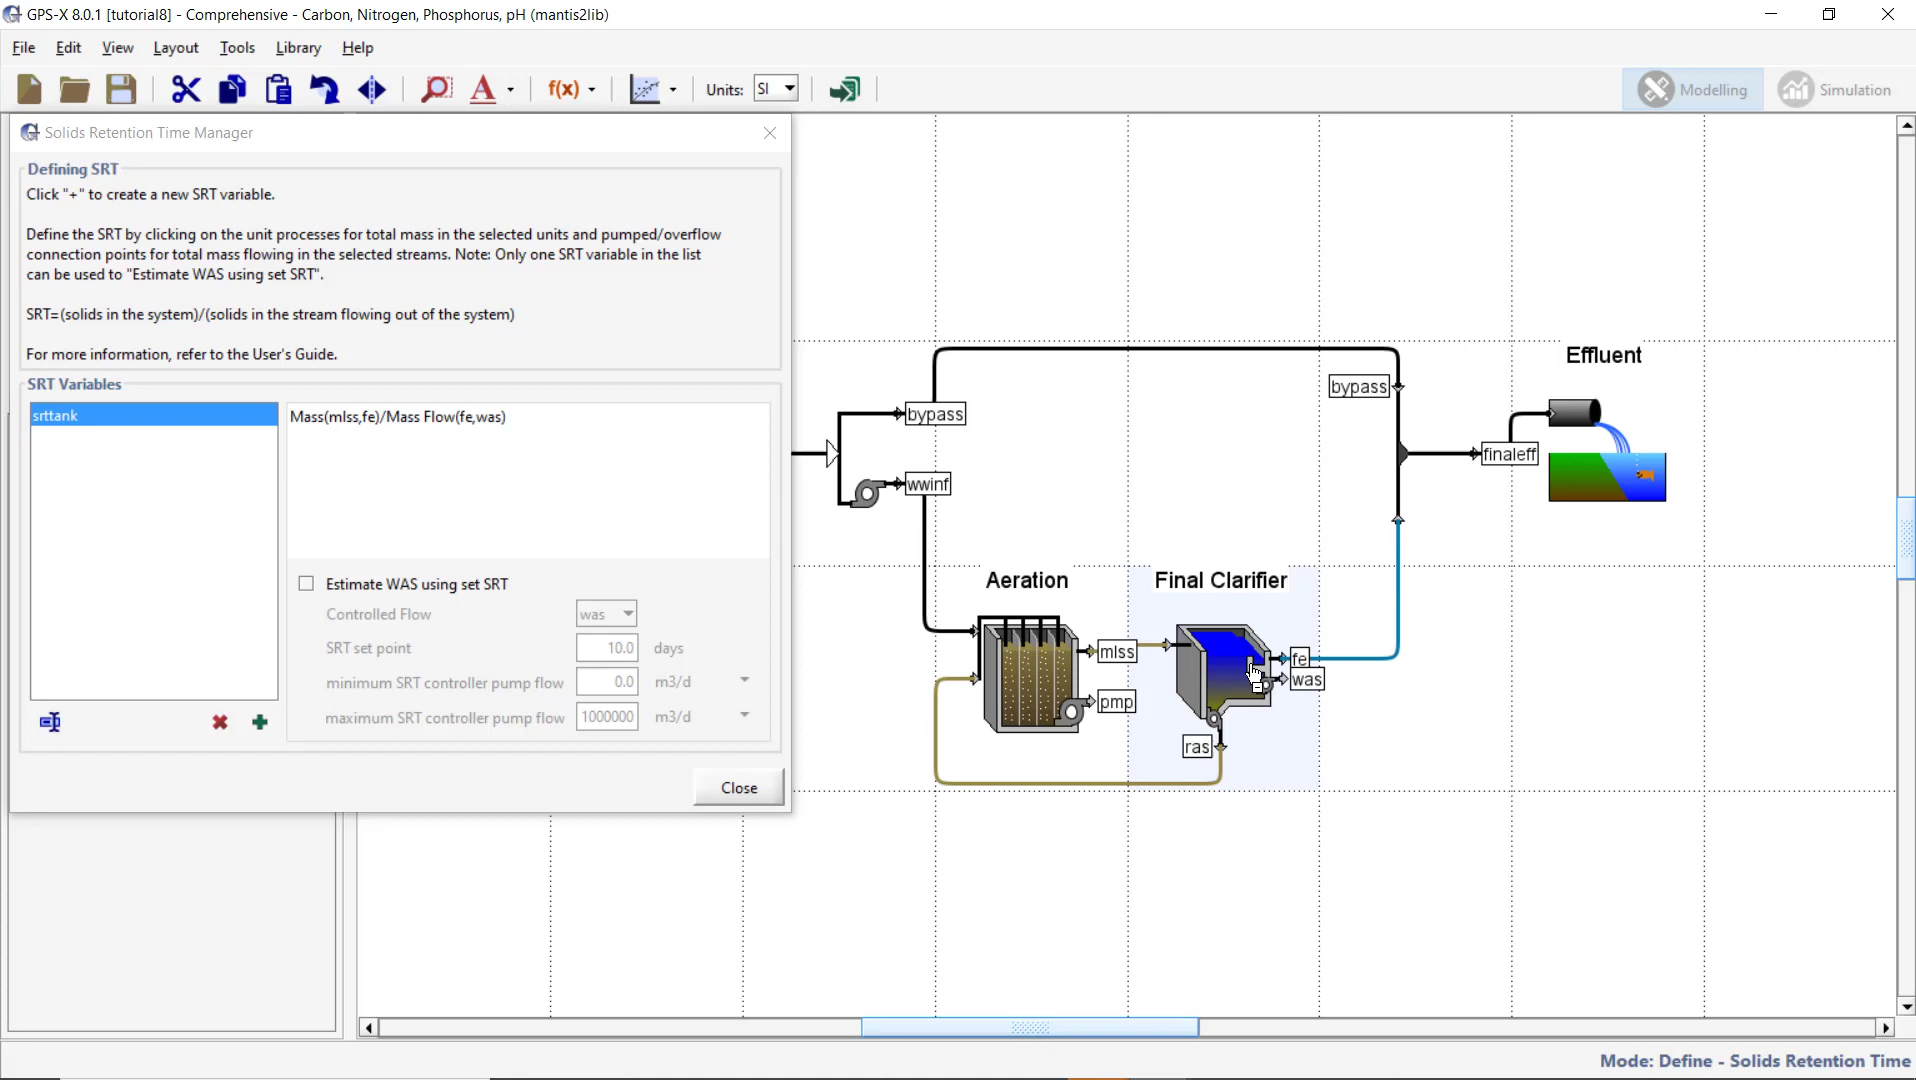 GPS-X 8.0.1 [tutorial8] - Comprehensive - Carbon, Nitrogen, Phosphorus, pH (mantis2lib)
File Edit View Layout Tools Library Help
A f(x) Units: SI Modelling Simulation
Solids Retention Time Manager
Defining SRT
Click "+" to create a new SRT variable.
Define the SRT by clicking on the unit processes for total mass in the selected units and pumped/overflow
connection points for total mass flowing in the selected streams. Note: Only one SRT variable in the list
can be used to "Estimate WAS using set SRT".
SRT=(solids in the system)/(solids in the stream flowing out of the system)
For more information, refer to the User's Guide.
SRT Variables
srttank
Mass(mlss,fe)/Mass Flow(fe,was)
Estimate WAS using set SRT
Controlled Flow was
SRT set point 10.0 days
minimum SRT controller pump flow 0.0 m3/d
maximum SRT controller pump flow 1000000 m3/d
Close
Effluent
bypass
bypass
finaleff
wwinf
Aeration
Final Clarifier
mlss
fe
was
pmp
ras
Mode: Define - Solids Retention Time